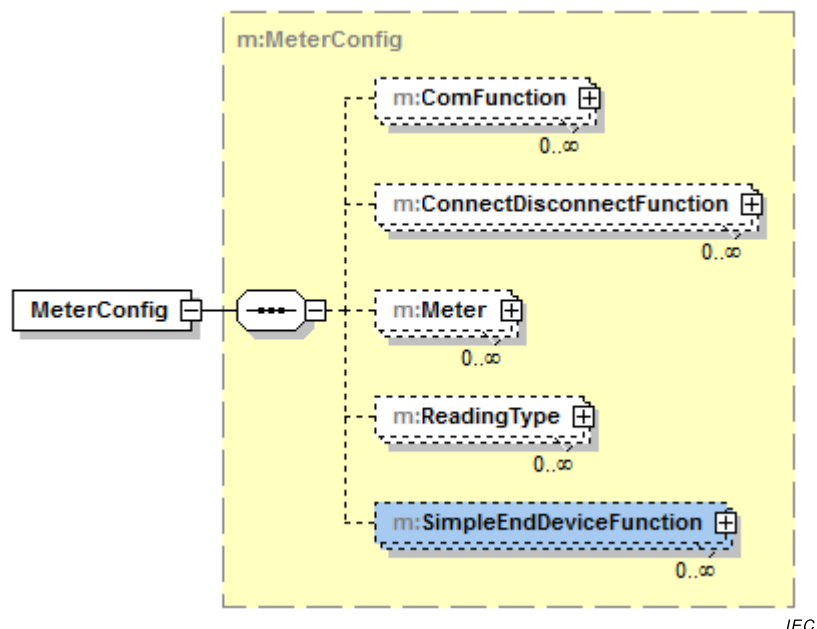 m:MeterConfig
m:ComFunction
0..∞
m:ConnectDisconnectFunction
0..∞
MeterConfig
m:Meter
0..∞
m:ReadingType
0..∞
m:SimpleEndDeviceFunction
0..∞
IEC